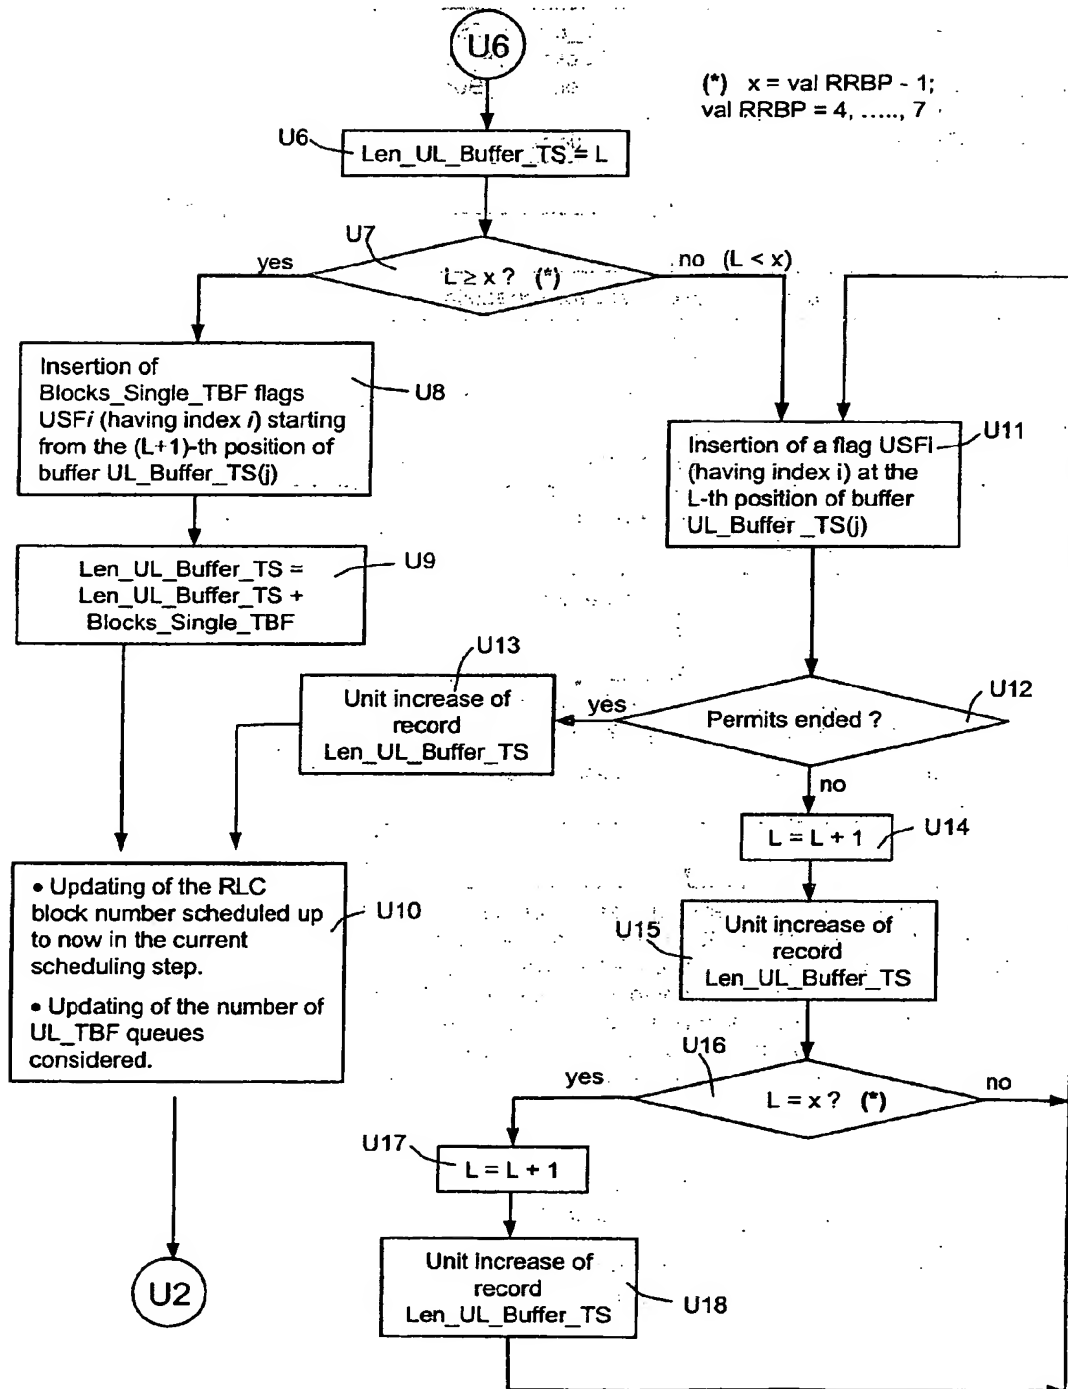 U6
(*) x = val RRBP - 1;
val RRBP = 4, ....., 7
U6
Len_UL_Buffer_TS = L
U7
yes
L ≥ x ? (*)
no (L < x)
Insertion of
Blocks_Single_TBF flags
USFi (having index i) starting
from the (L+1)-th position of
buffer UL_Buffer_TS(j)
U8
Insertion of a flag USFi
(having index i) at the
L-th position of buffer
UL_Buffer _TS(j)
U11
Len_UL_Buffer_TS =
Len_UL_Buffer_TS +
Blocks_Single_TBF
U9
U13
Unit increase of
record
Len_UL_Buffer_TS
yes
Permits ended ?
U12
no
L = L + 1
U14
• Updating of the RLC
block number scheduled up
to now in the current
scheduling step.
• Updating of the number of
UL_TBF queues
considered.
U10
U15
Unit increase of
record
Len_UL_Buffer_TS
U16
yes
L = x ? (*)
no
U17
L = L + 1
Unit increase of
record
Len_UL_Buffer_TS
U18
U2